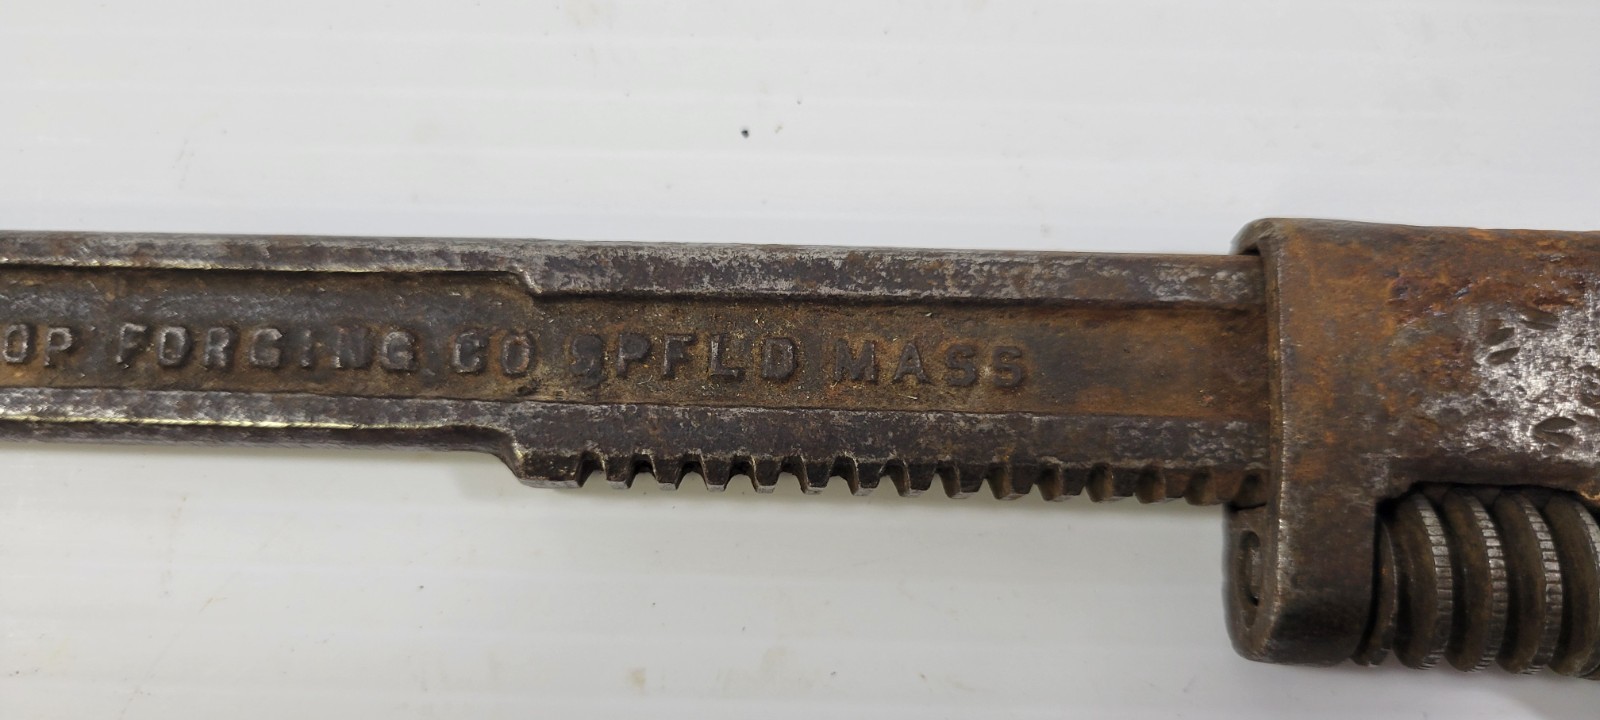 OP FORGING CO SPFLD MASS